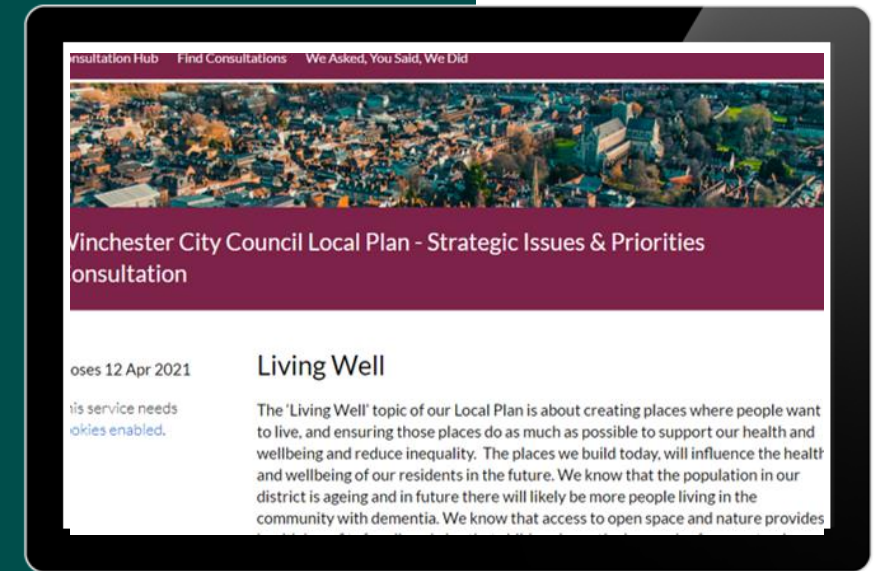 onsultation Hub Find Consultations We Asked, You Said, We Did
Winchester City Council Local Plan - Strategic Issues & Priorities
onsultation
oses 12 Apr 2021
Living Well
his service needs
ookies enabled.
The 'Living Well' topic of our Local Plan is about creating places where people want
to live, and ensuring those places do as much as possible to support our health and
wellbeing and reduce inequality. The places we build today, will influence the health
and wellbeing of our residents in the future. We know that the population in our
district is ageing and in future there will likely be more people living in the
community with dementia. We know that access to open space and nature provides